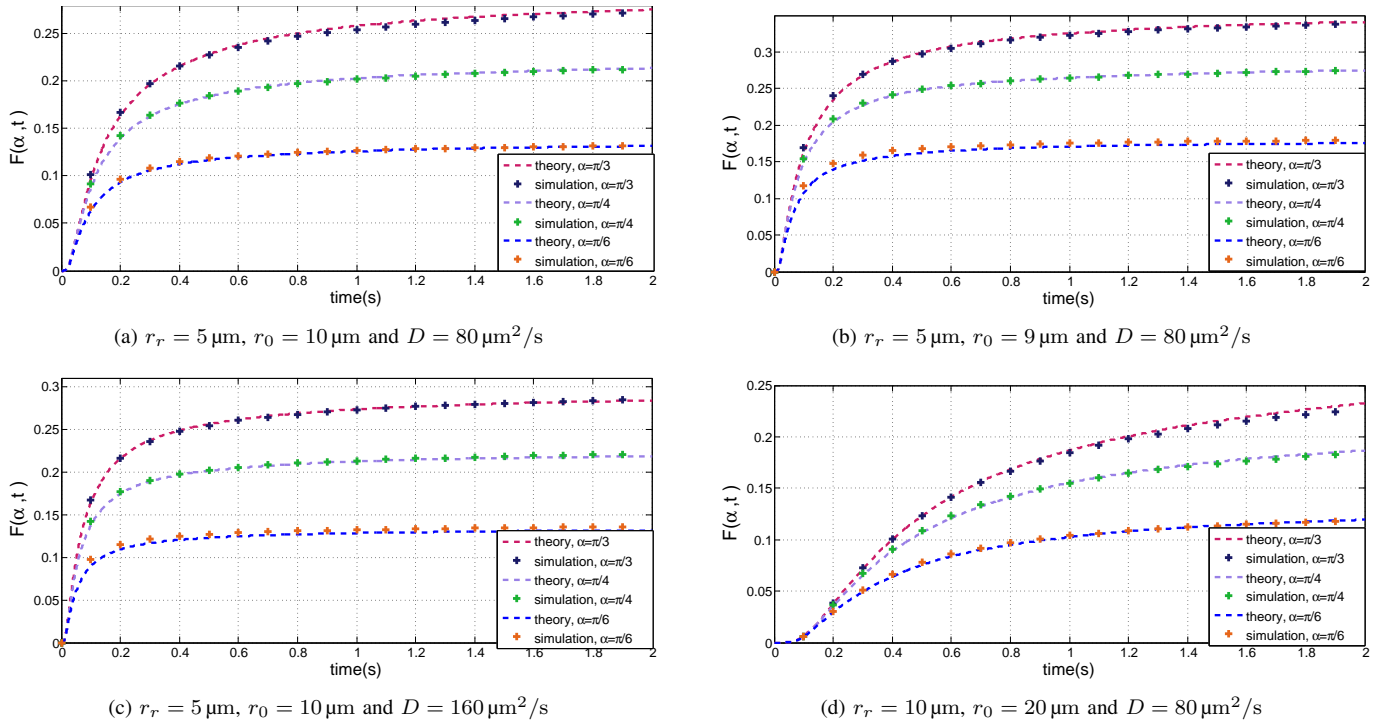 F(α,t)
0.25
0.2
0.15
0.1
0.05
0
0 0.2 0.4 0.6 0.8 1 1.2 1.4 1.6 1.8 2
time(s)
theory, α=π/3
simulation, α=π/3
theory, α=π/4
simulation, α=π/4
theory, α=π/6
simulation, α=π/6
(a) r_r = 5 μm, r_0 = 10 μm and D = 80 μm²/s
F(α,t)
0.3
0.25
0.2
0.15
0.1
0.05
0
0 0.2 0.4 0.6 0.8 1 1.2 1.4 1.6 1.8 2
time(s)
theory, α=π/3
simulation, α=π/3
theory, α=π/4
simulation, α=π/4
theory, α=π/6
simulation, α=π/6
(b) r_r = 5 μm, r_0 = 9 μm and D = 80 μm²/s
F(α,t)
0.3
0.25
0.2
0.15
0.1
0.05
0
0 0.2 0.4 0.6 0.8 1 1.2 1.4 1.6 1.8 2
time(s)
theory, α=π/3
simulation, α=π/3
theory, α=π/4
simulation, α=π/4
theory, α=π/6
simulation, α=π/6
(c) r_r = 5 μm, r_0 = 10 μm and D = 160 μm²/s
F(α,t)
0.25
0.2
0.15
0.1
0.05
0
0 0.2 0.4 0.6 0.8 1 1.2 1.4 1.6 1.8 2
time(s)
theory, α=π/3
simulation, α=π/3
theory, α=π/4
simulation, α=π/4
theory, α=π/6
simulation, α=π/6
(d) r_r = 10 μm, r_0 = 20 μm and D = 80 μm²/s